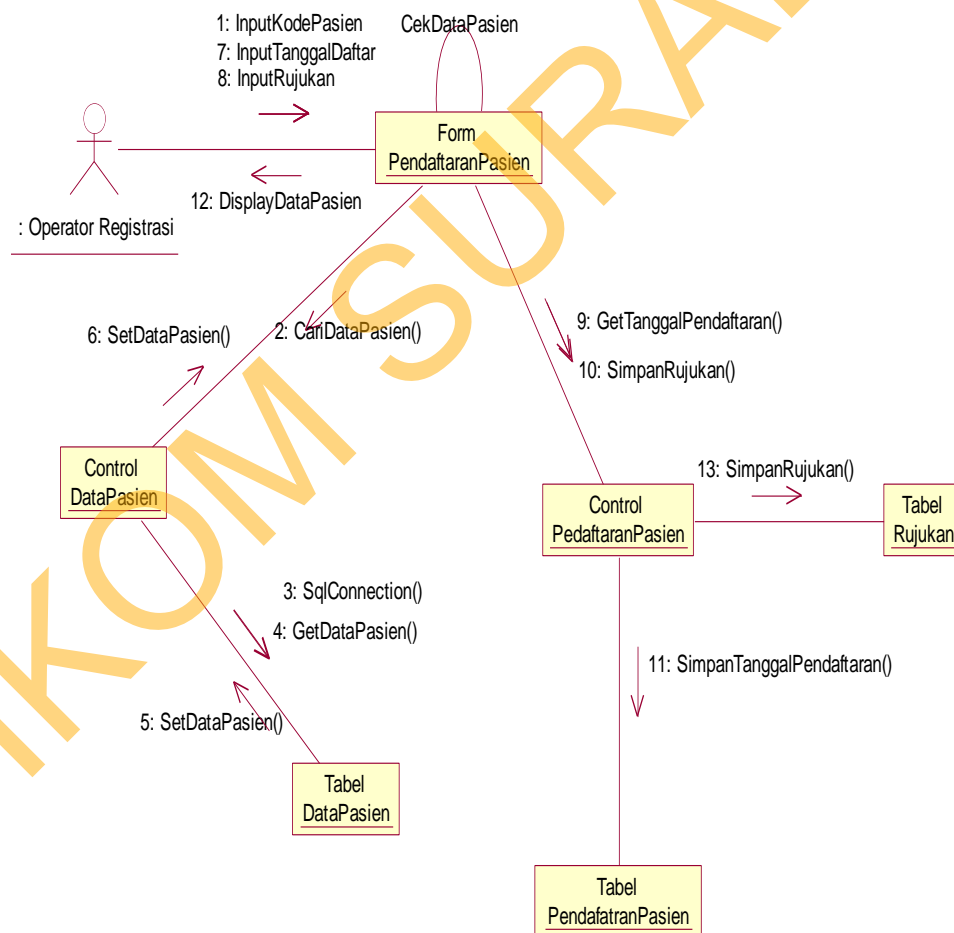 1: InputKodePasien
7: InputTanggalDaftar
8: InputRujukan
CekDataPasien
Form
PendaftaranPasien
12: DisplayDataPasien
: Operator Registrasi
6: SetDataPasien()
2: CariDataPasien()
9: GetTanggalPendaftaran()
10: SimpanRujukan()
Control
DataPasien
13: SimpanRujukan()
Control
PedaftaranPasien
Tabel
Rujukan
3: SqlConnection()
4: GetDataPasien()
11: SimpanTanggalPendaftaran()
5: SetDataPasien()
Tabel
DataPasien
Tabel
PendafatranPasien
IKOM SURA